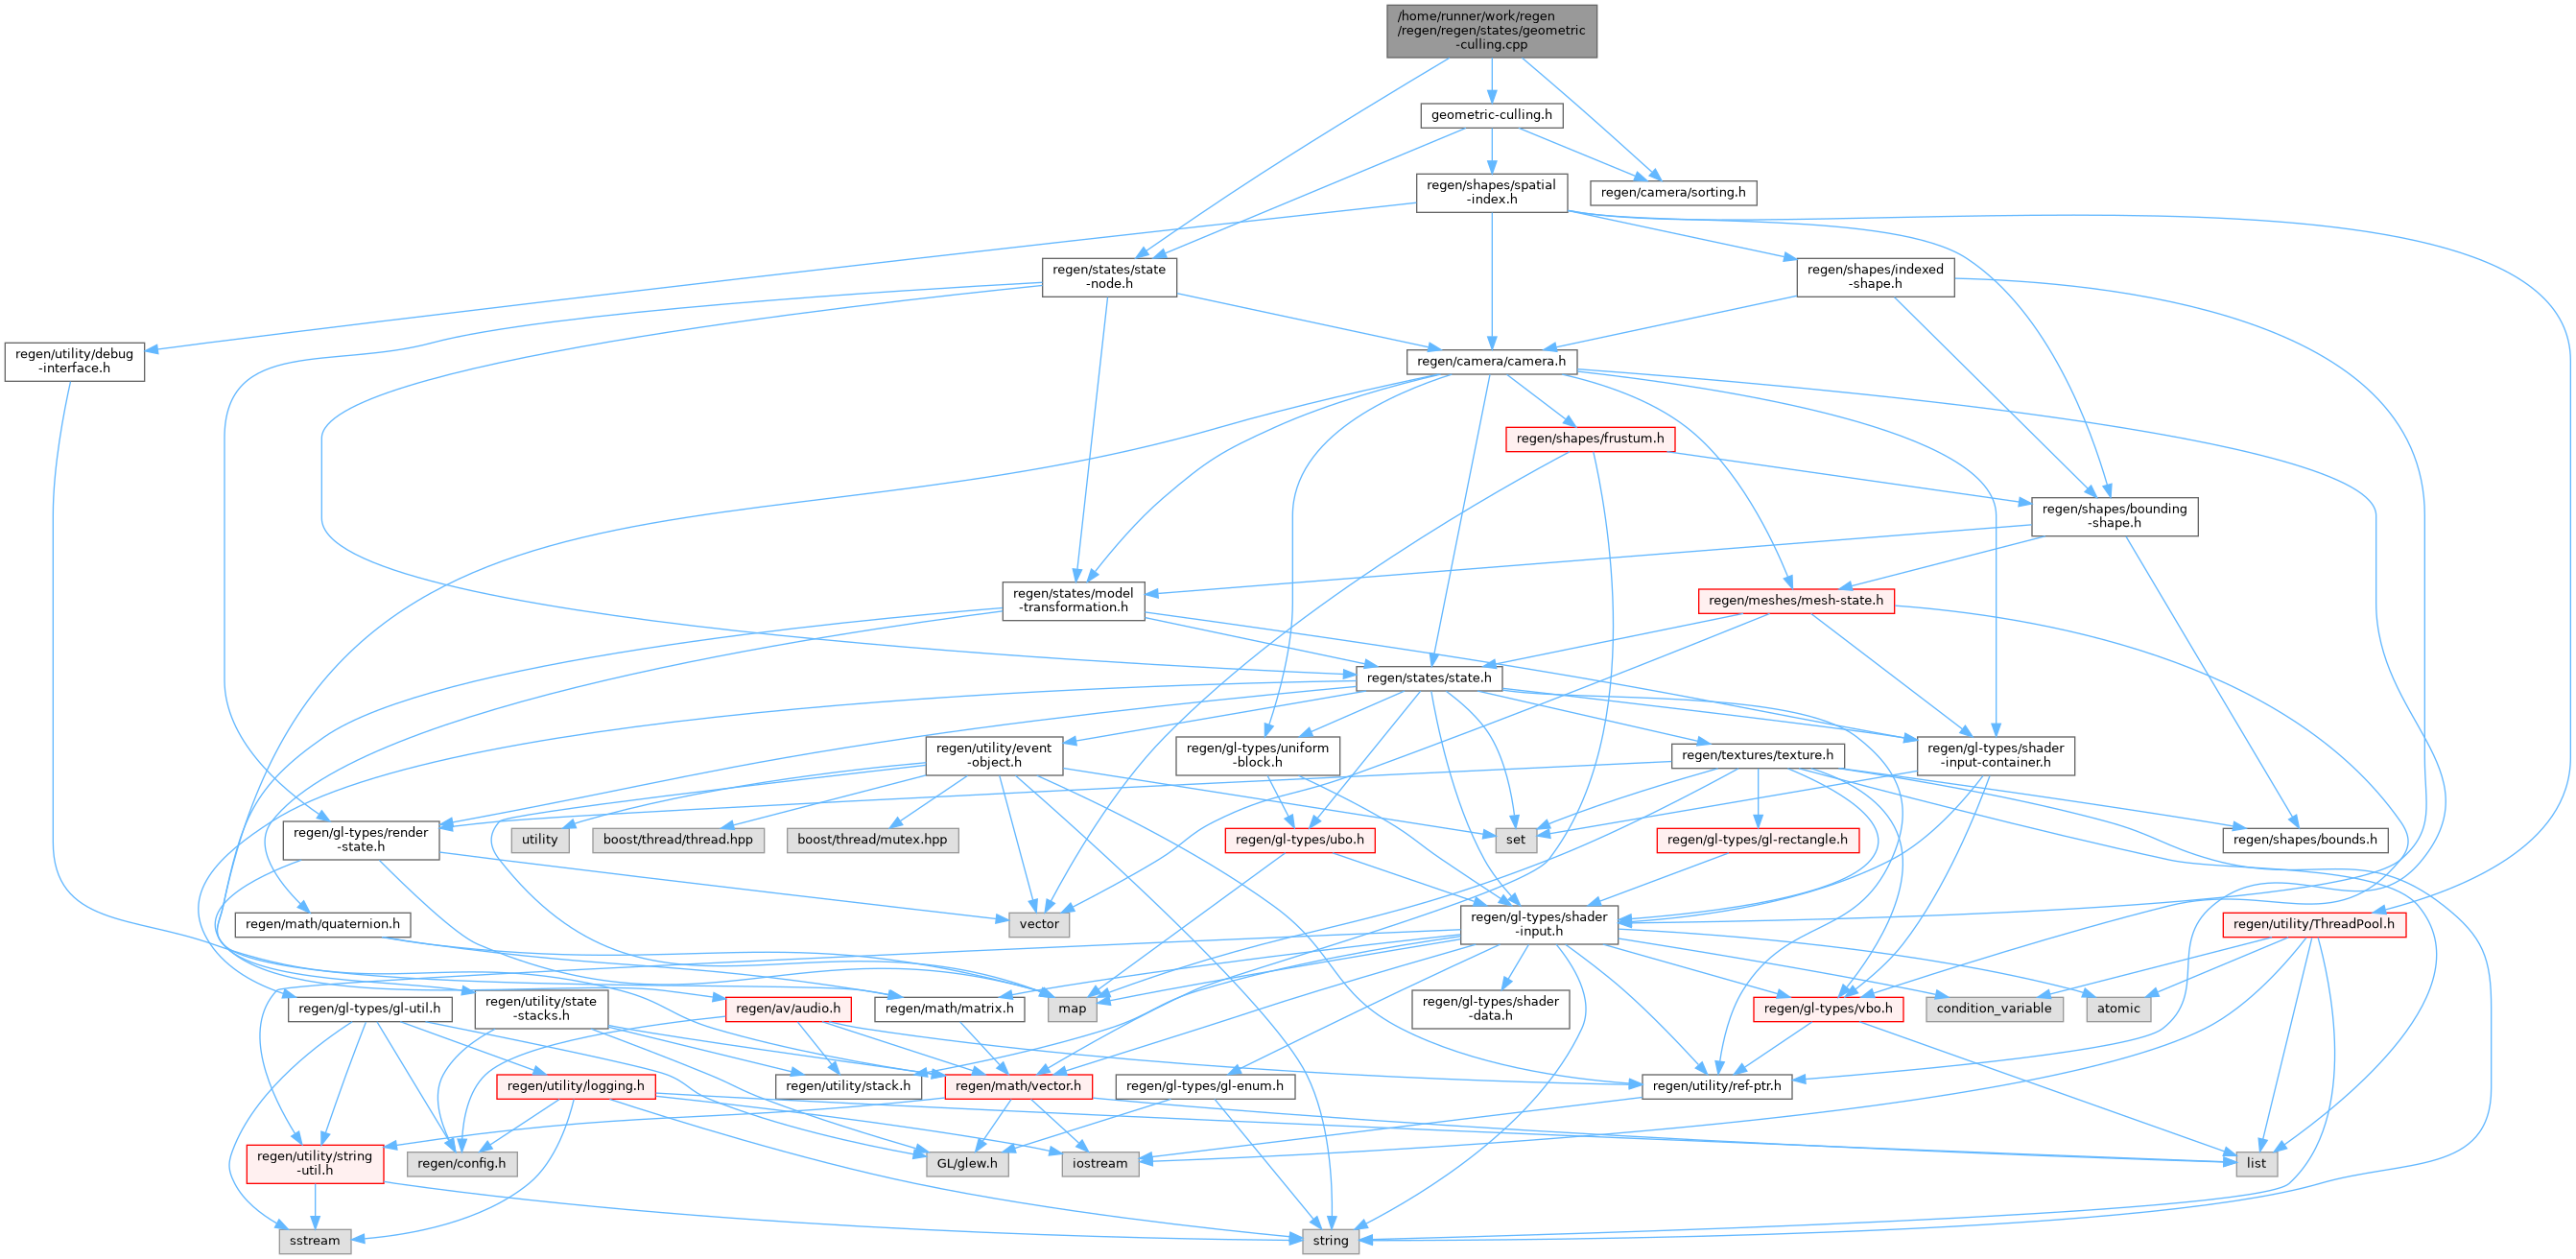 /home/runner/work/regen
/regen/regen/states/geometric
-culling.cpp
geometric-culling.h
regen/shapes/spatial
-index.h
regen/camera/sorting.h
regen/states/state
-node.h
regen/shapes/indexed
-shape.h
regen/utility/debug
-interface.h
regen/camera/camera.h
regen/shapes/frustum.h
regen/shapes/bounding
-shape.h
regen/states/model
-transformation.h
regen/meshes/mesh-state.h
regen/states/state.h
regen/utility/event
-object.h
regen/gl-types/uniform
-block.h
regen/textures/texture.h
regen/gl-types/shader
-input-container.h
regen/gl-types/render
-state.h
utility
boost/thread/thread.hpp
boost/thread/mutex.hpp
regen/gl-types/ubo.h
set
regen/gl-types/gl-rectangle.h
regen/shapes/bounds.h
regen/math/quaternion.h
vector
regen/gl-types/shader
-input.h
regen/utility/ThreadPool.h
regen/gl-types/gl-util.h
regen/utility/state
-stacks.h
regen/av/audio.h
regen/math/matrix.h
map
regen/gl-types/shader
-data.h
regen/gl-types/vbo.h
condition_variable
atomic
regen/utility/logging.h
regen/utility/stack.h
regen/math/vector.h
regen/gl-types/gl-enum.h
regen/utility/ref-ptr.h
regen/utility/string
-util.h
regen/config.h
GL/glew.h
iostream
list
sstream
string